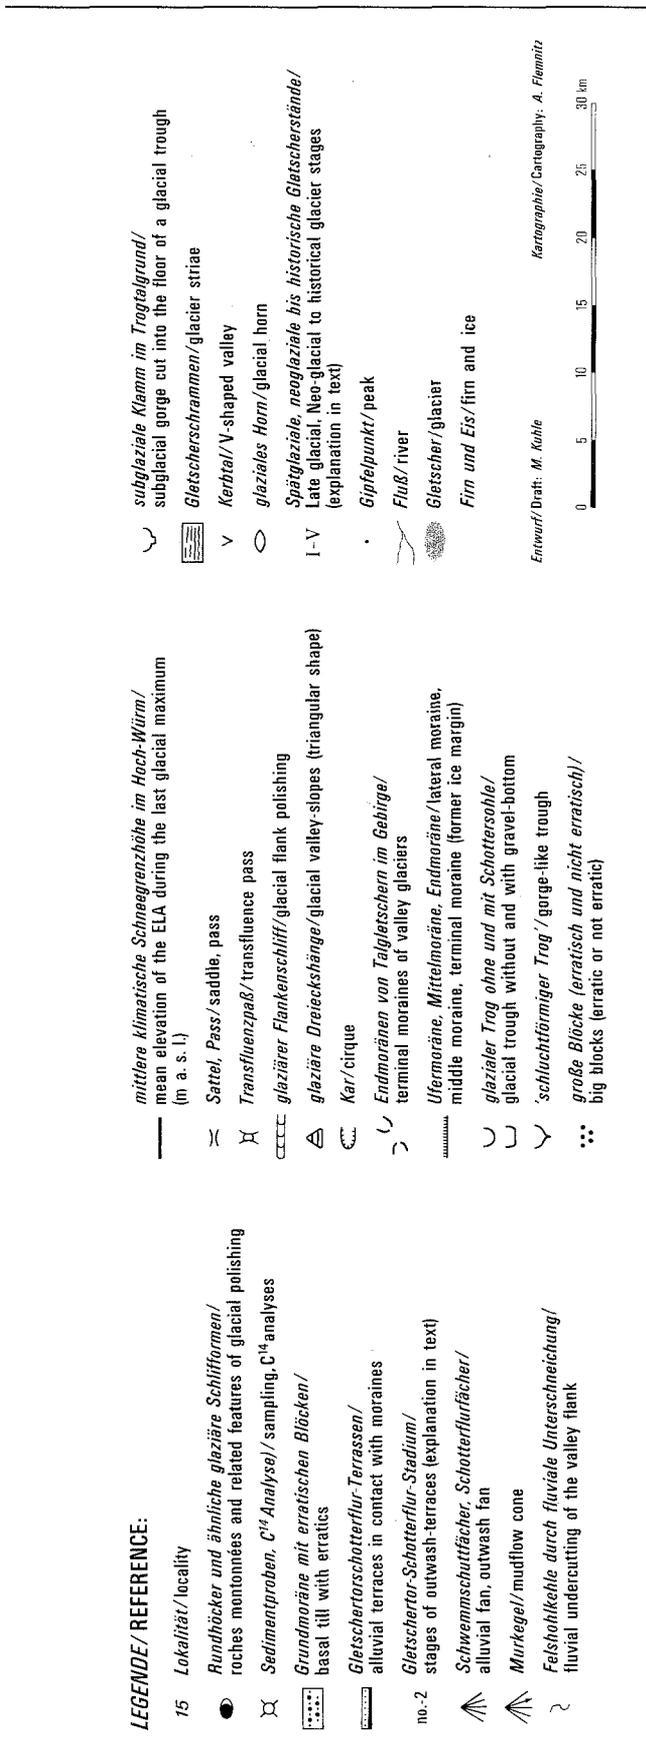 LEGENDE/REFERENCE:
15 Lokalität/locality
Rundhöcker und ähnliche glaziäre Schlifformen/
roches montonnées and related features of glacial polishing
Sedimentproben, C14 Analyse)/sampling, C14 analyses
Grundmoräne mit erratischen Blöcken/
basal till with erratics
Gletschertorschotterflur-Terrassen/
alluvial terraces in contact with moraines
no.-2 Gletschertor-Schotterflur-Stadium/
stages of outwash-terraces (explanation in text)
Schwemmschuttfächer, Schotterflurfächer/
alluvial fan, outwash fan
Murkegel/mudflow cone
Felshohlkehle durch fluviale Unterschneichung/
fluvial undercutting of the valley flank
mittlere klimatische Schneegrenzhöhe im Hoch-Würm/
mean elevation of the ELA during the last glacial maximum
(m a. s. l.)
Sattel, Pass/saddle, pass
Transfluenzpaß/transfluence pass
glaziärer Flankenschliff/glacial flank polishing
glaziäre Dreieckshänge/glacial valley-slopes (triangular shape)
Kar/cirque
Endmoränen von Talgletschern im Gebirge/
terminal moraines of valley glaciers
Ufermoräne, Mittelmoräne, Endmoräne/lateral moraine,
middle moraine, terminal moraine (former ice margin)
glazialer Trog ohne und mit Schottersohle/
glacial trough without and with gravel-bottom
'schluchtförmiger Trog'/gorge-like trough
große Blöcke (erratisch und nicht erratisch)/
big blocks (erratic or not erratic)
subglaziale Klamm im Trogtalgrund/
subglacial gorge cut into the floor of a glacial trough
Gletscherschrammen/glacier striae
Kerbtal/V-shaped valley
glaziales Horn/glacial horn
Spätglaziale, neoglaziale bis historische Gletscherstände/
I-V Late glacial, Neo-glacial to historical glacier stages
(explanation in text)
Gipfelpunkt/peak
Fluß/river
Gletscher/glacier
Firn und Eis/firn and ice
Entwurf/Draft: M. Kuhle Kartographie/Cartography: A. Flemnitz
0 5 10 15 20 25 30 km